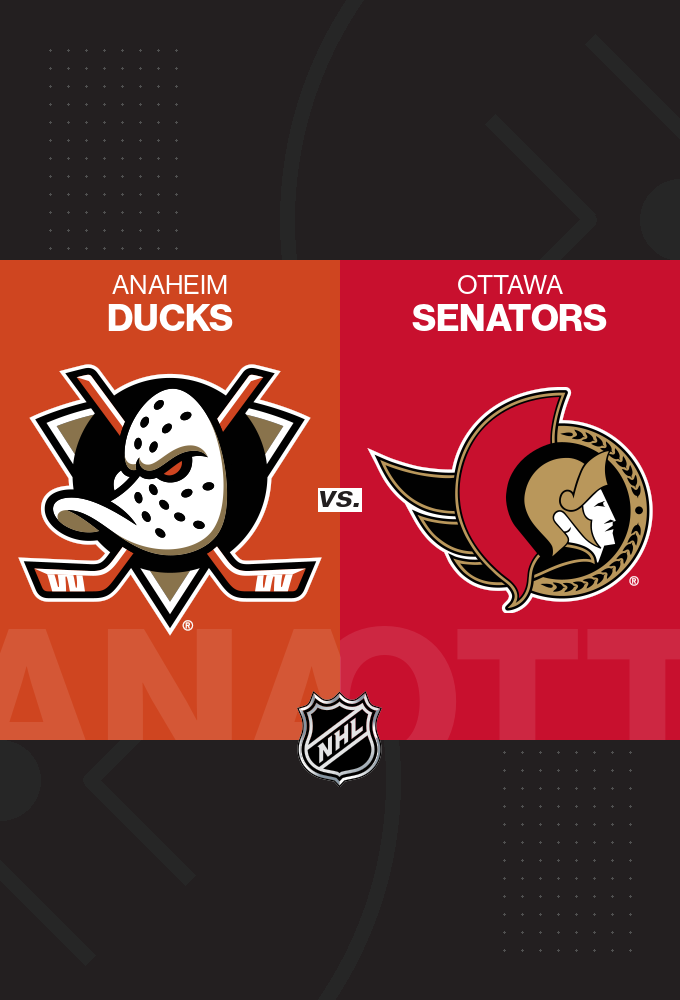 ANAHEIM
DUCKS
OTTAWA
SENATORS
vs.
®
®
ANA
OTT
NHL